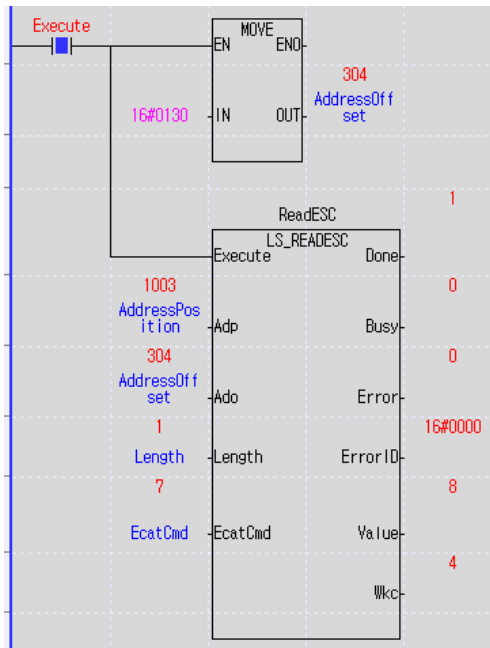 Execute
MOVE
EN ENO
304
AddressOff
set
16#0130 IN OUT
1
ReadESC
LS_READESC
Execute Done
1003 0
AddressPos
ition Adp Busy
304 0
AddressOff
set Ado Error
1 16#0000
Length Length ErrorID
7 8
EcatCmd EcatCmd Value
4
Wkc